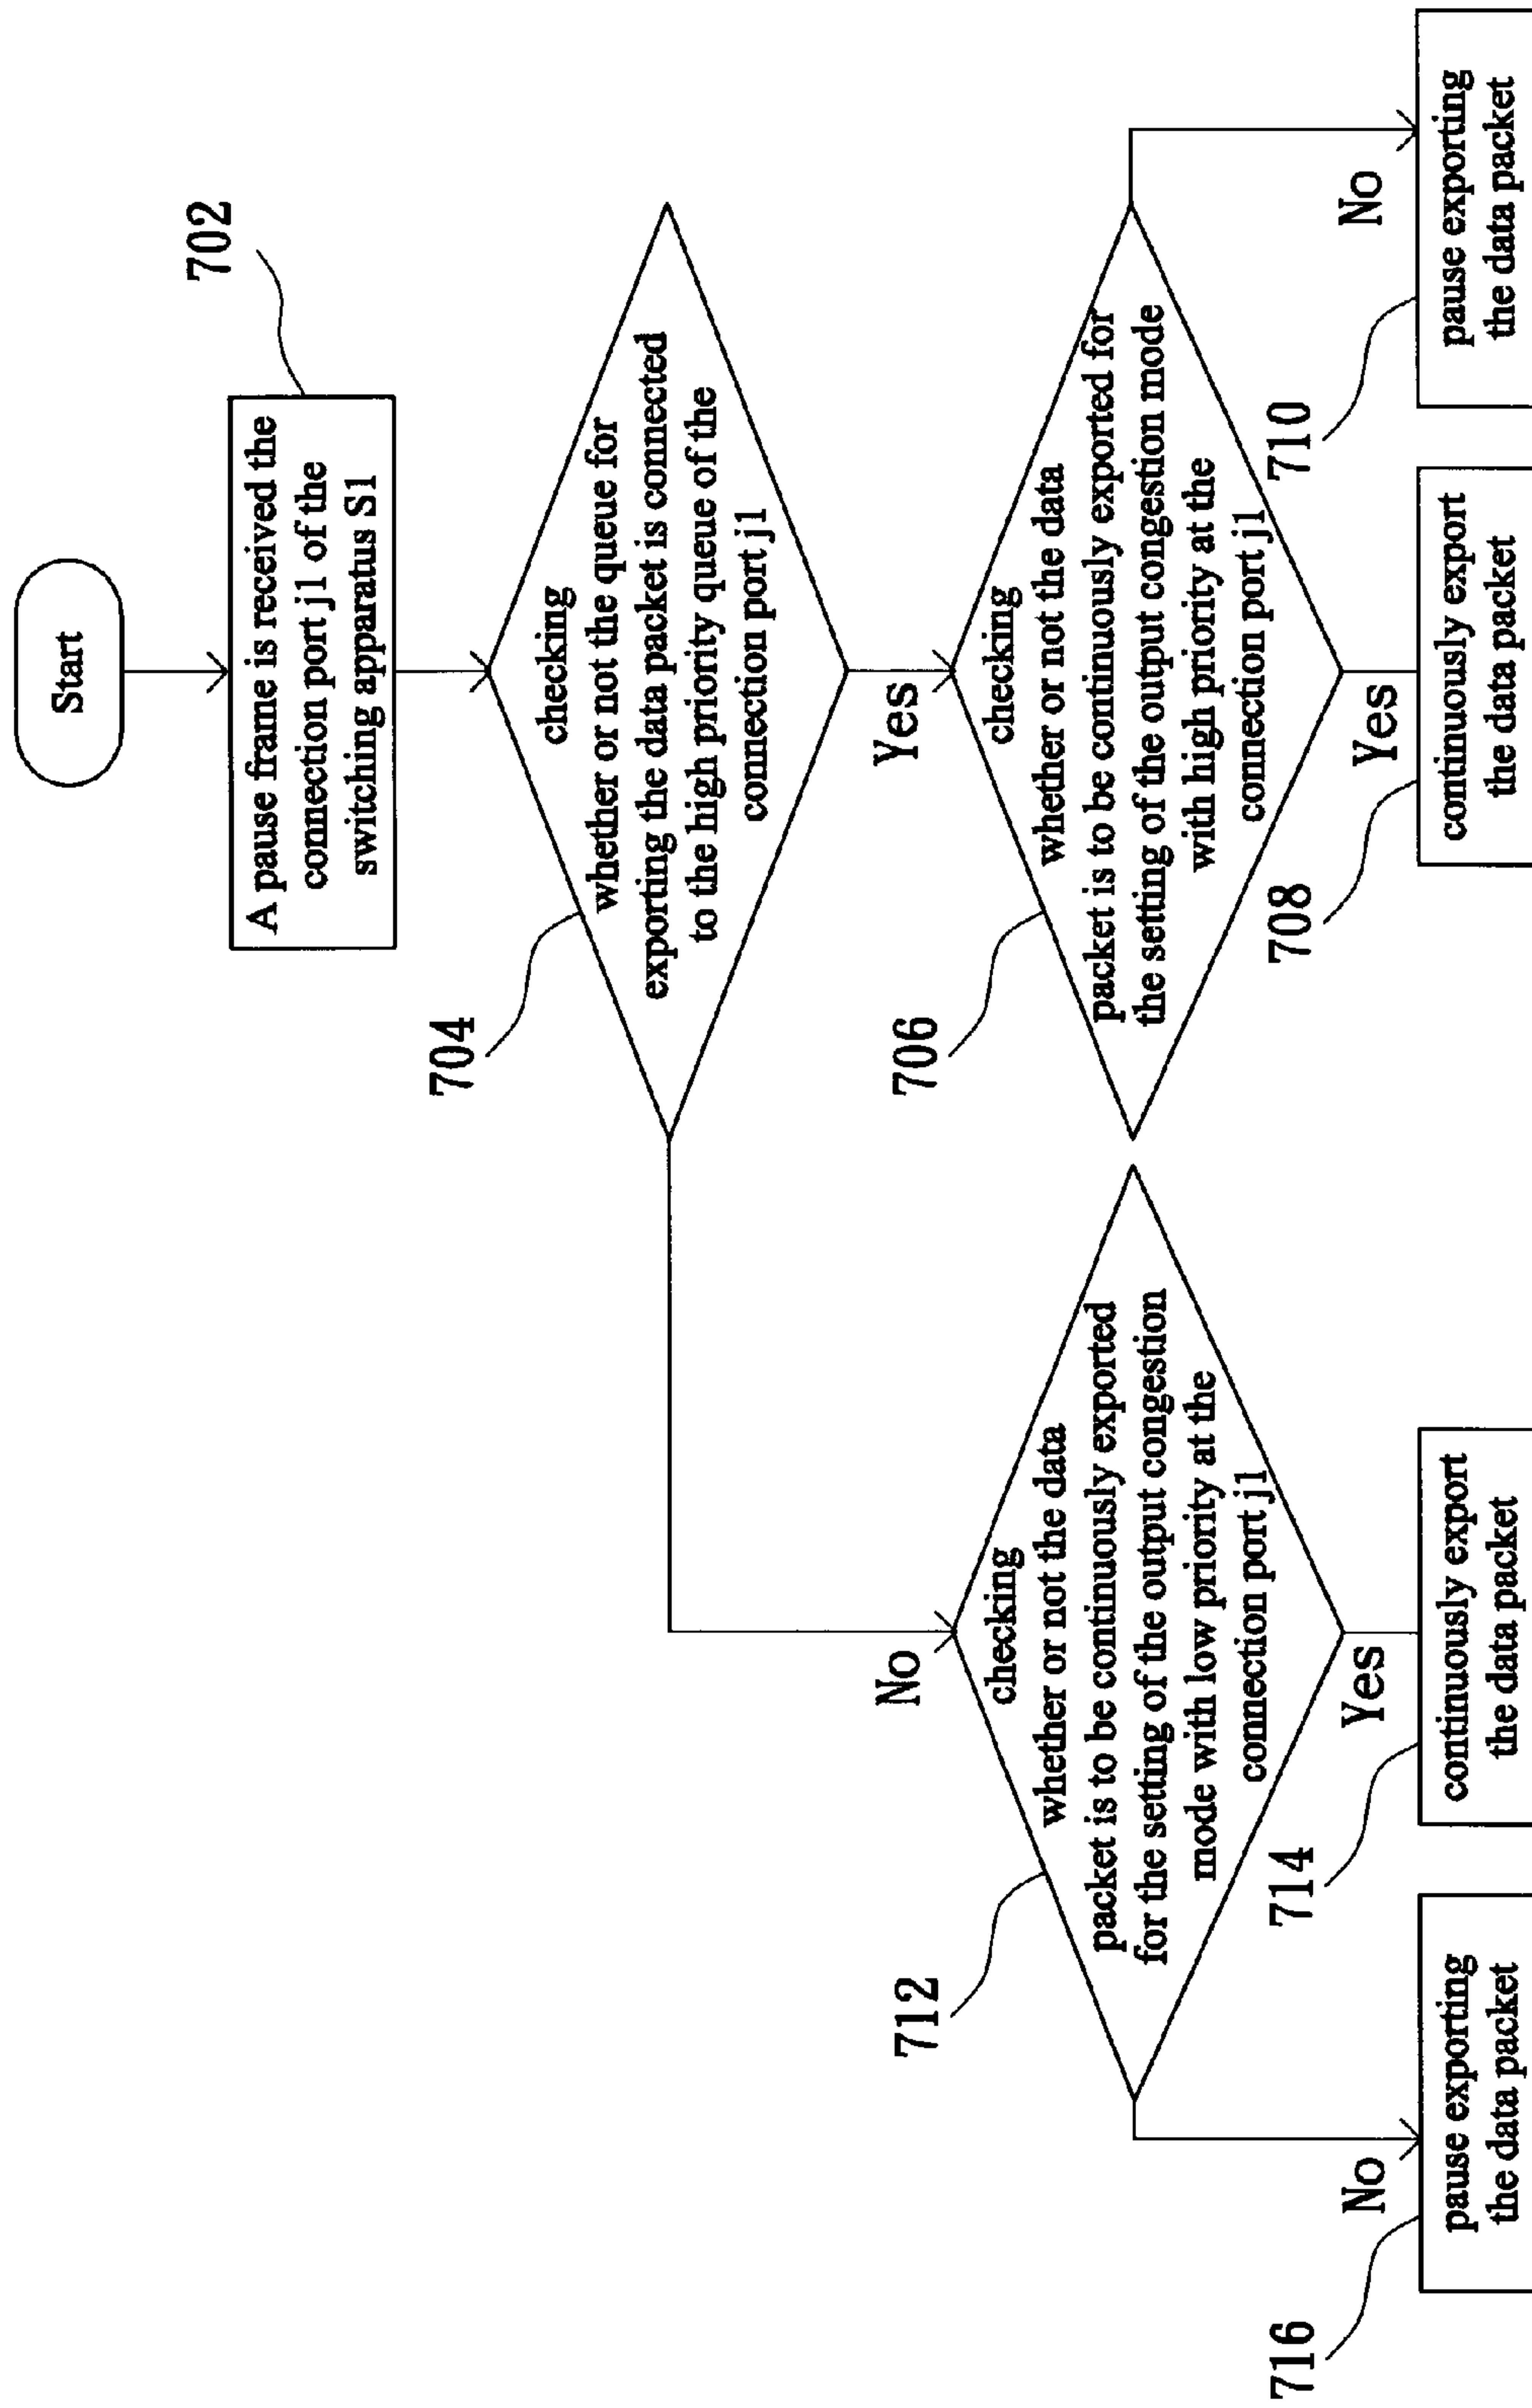 Start
A pause frame is received the
connection port j1 of the
switching apparatus S1
702
704
checking
whether or not the queue for
exporting the data packet is connected
to the high priority queue of the
connection port j1
No
Yes
712
checking
whether or not the data
packet is to be continuously exported
for the setting of the output congestion
mode with low priority at the
connection port j1
706
checking
whether or not the data
packet is to be continuously exported for
the setting of the output congestion mode
with high priority at the
connection port j1
No
Yes
Yes
No
716
pause exporting
the data packet
714
continuously export
the data packet
708
continuously export
the data packet
710
pause exporting
the data packet